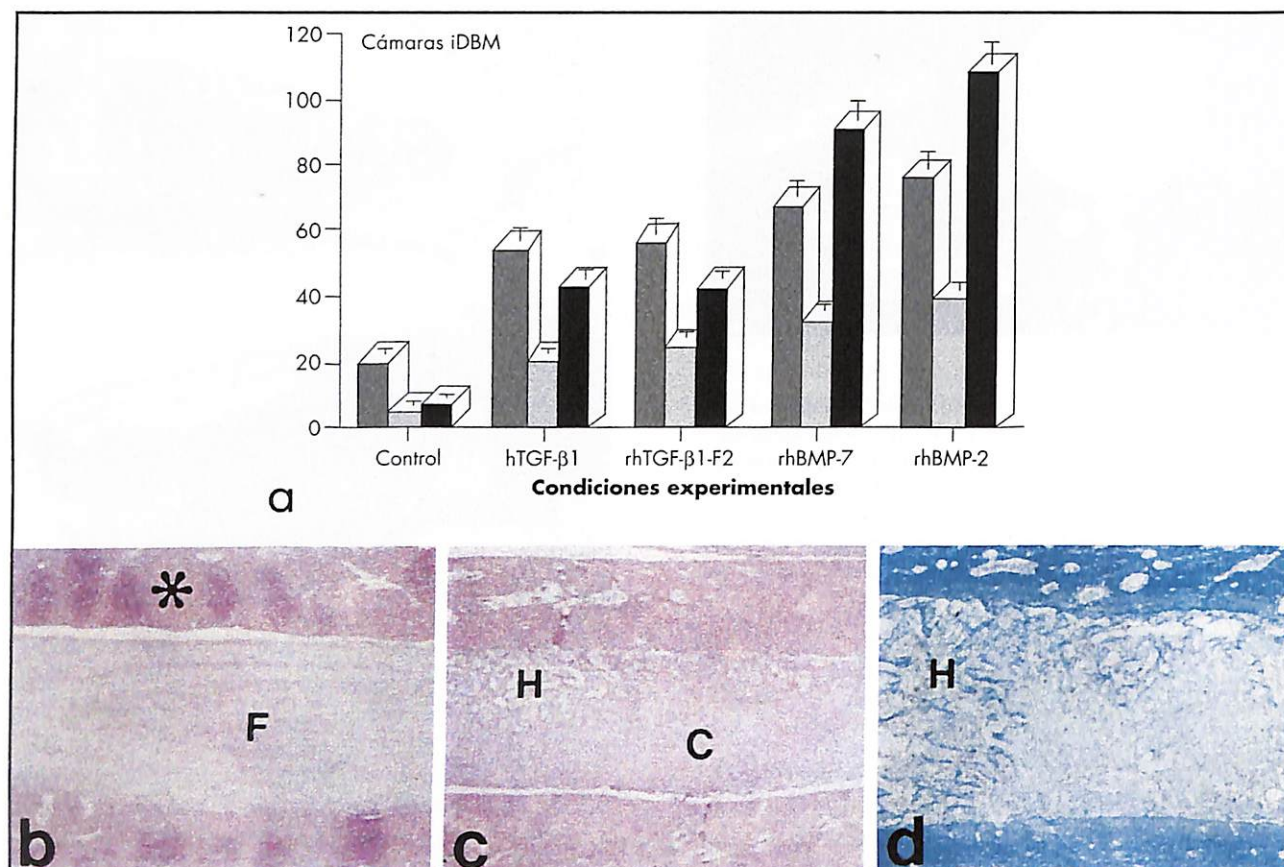 120
Cámaras iDBM
100
80
60
40
20
0
Control hTGF-β1 rhTGF-β1-F2 rhBMP-7 rhBMP-2
Condiciones experimentales
a
*
F
b
H
C
c
H
d